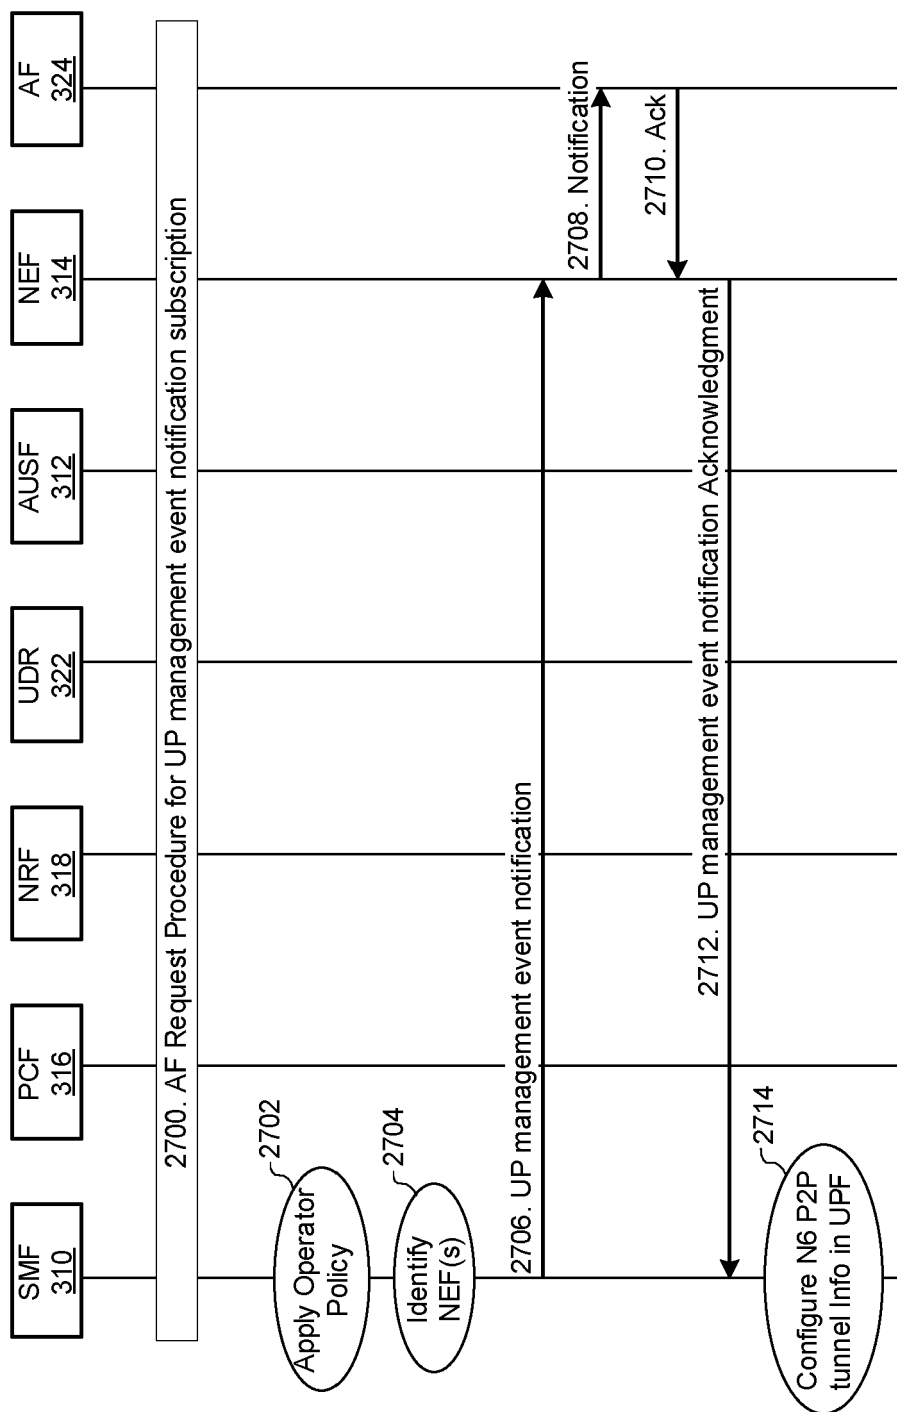 SMF
310
PCF
316
NRF
318
UDR
322
AUSF
312
NEF
314
AF
324
2700. AF Request Procedure for UP management event notification subscription
2702
Apply Operator
Policy
2704
Identify
NEF(s)
2706. UP management event notification
2708. Notification
2710. Ack
2712. UP management event notification Acknowledgment
2714
Configure N6 P2P
tunnel Info in UPF